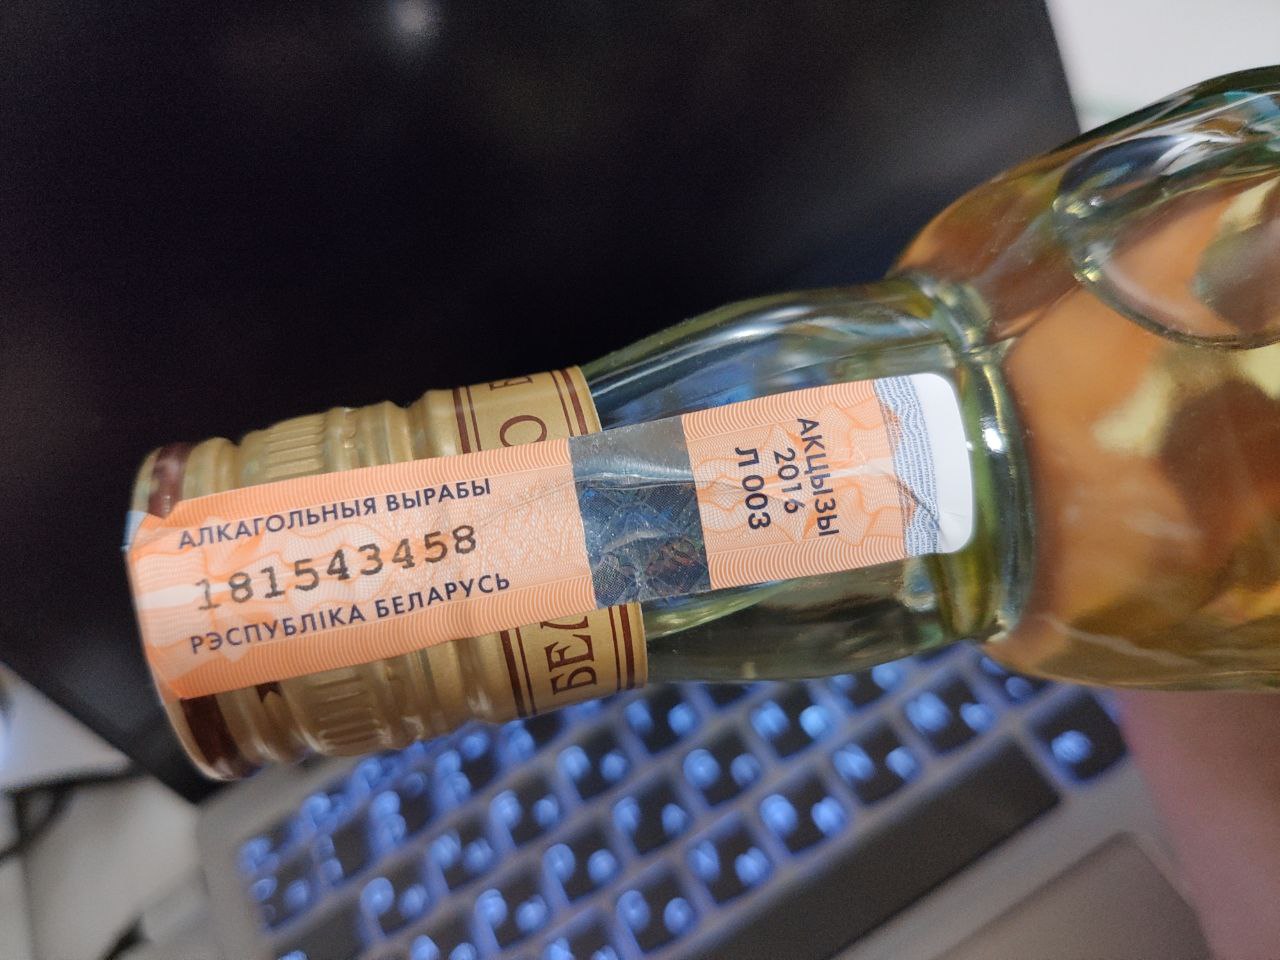 АЛКАГОЛЬНЫЯ ВЫРАБЫ
181543458
РЭСПУБЛІКА БЕЛАРУСЬ
АКЦЫЗЫ
2016
Л 003